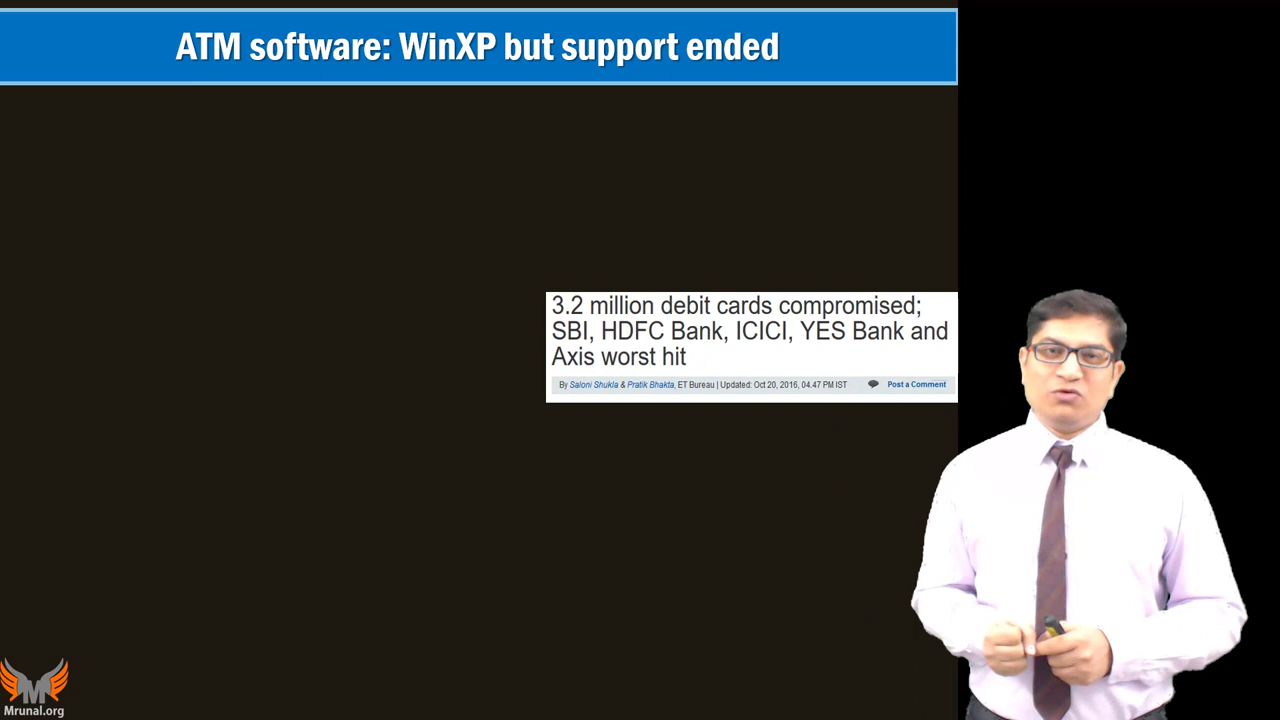 ATM software: WinXP but support ended
3.2 million debit cards compromised;
SBI, HDFC Bank, ICICI, YES Bank and
Axis worst hit
By Saloni Shukla & Pratik Bhakta, ET Bureau | Updated: Oct 20, 2016, 04.47 PM IST Post a Comment
M
Mrunal.org